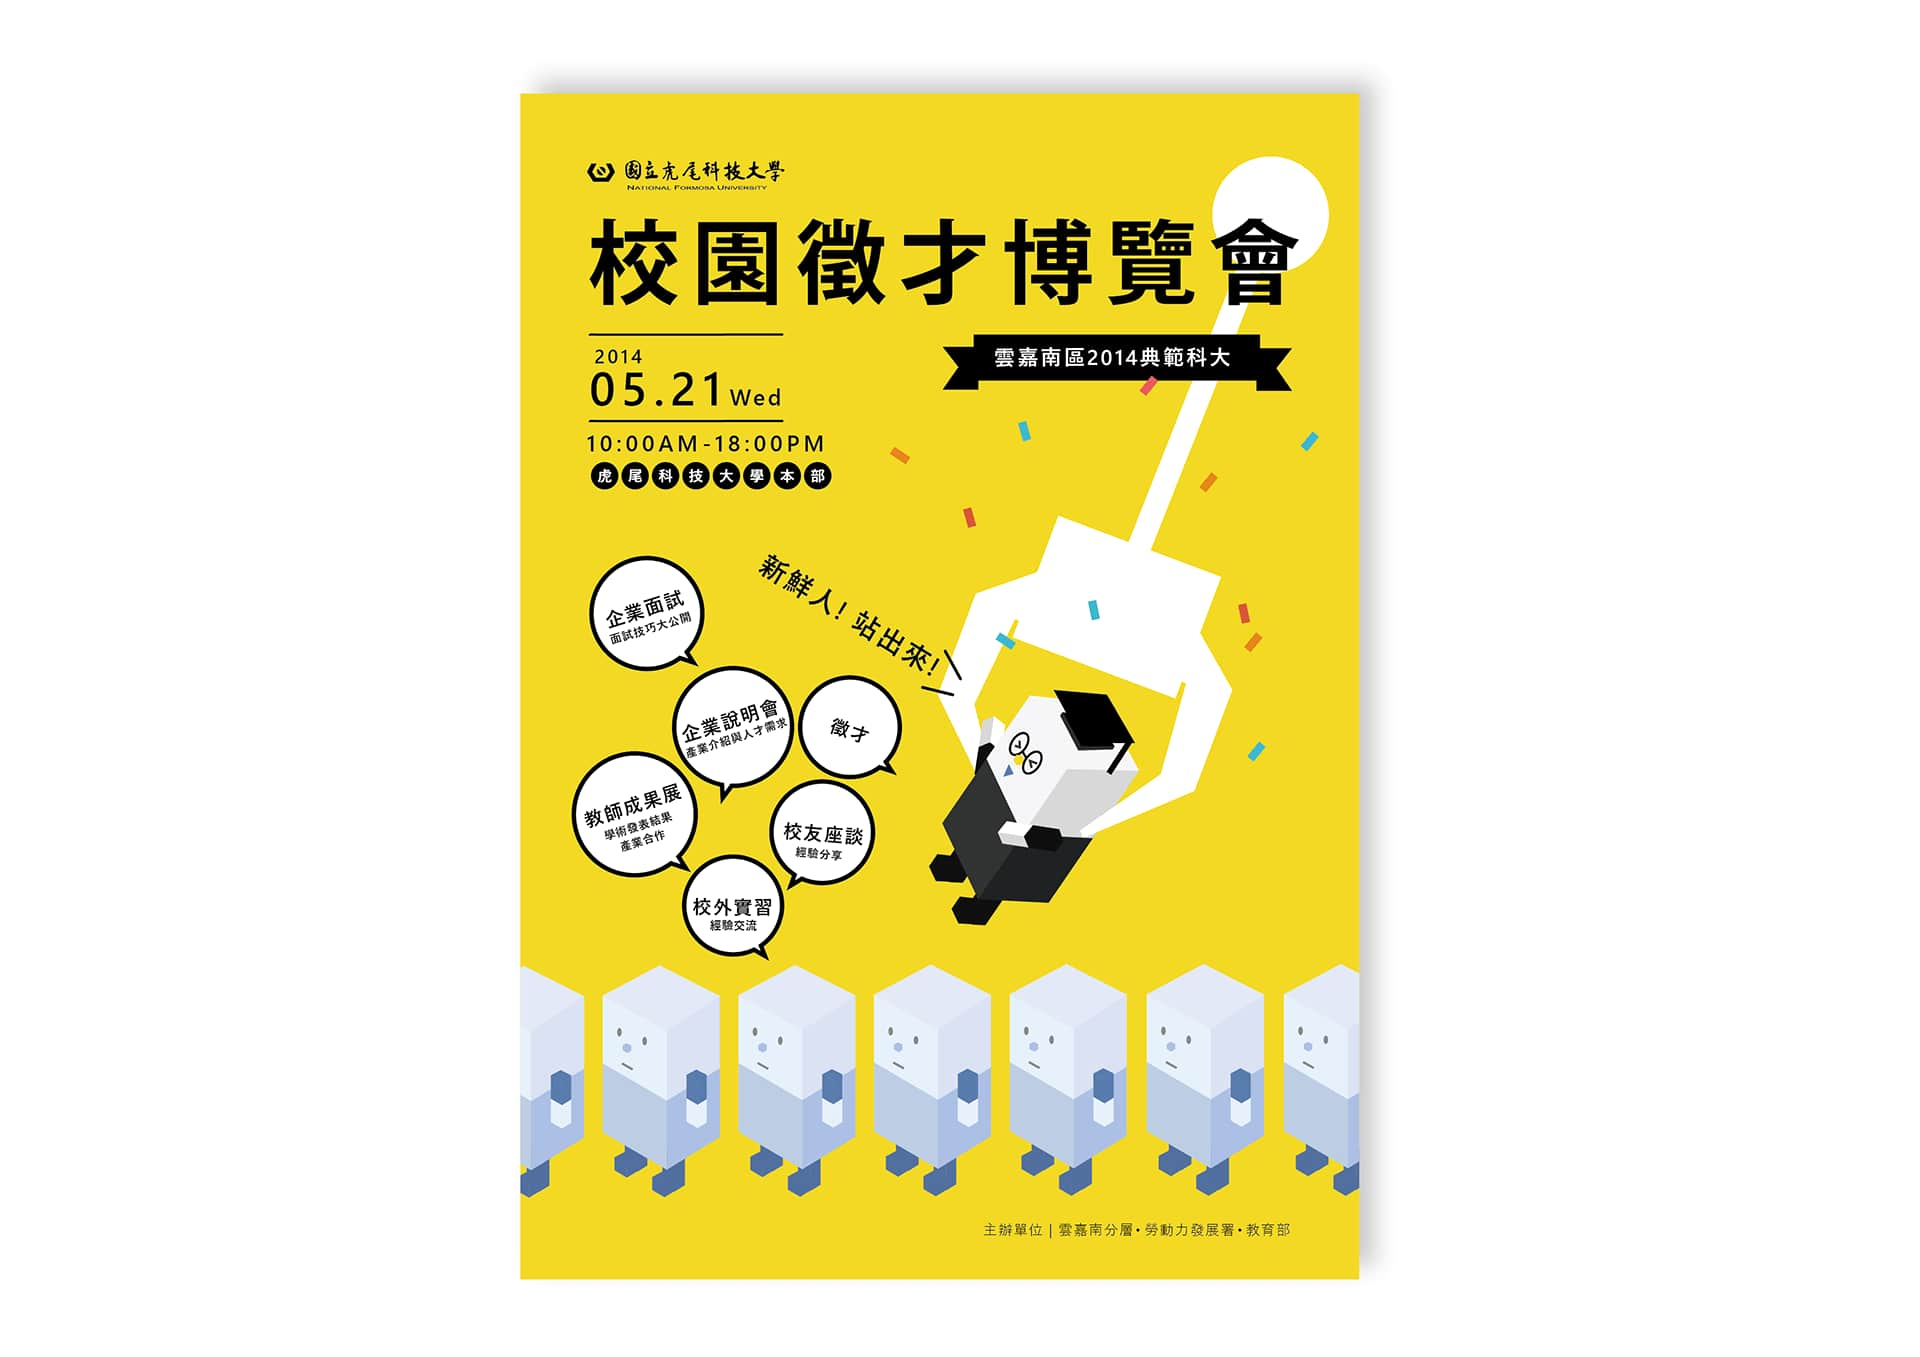 國立虎尾科技大學
NATIONAL FORMOSA UNIVERSITY
校園徵才博覽會
雲嘉南區2014典範科大
2014
05.21 Wed
10:00AM-18:00PM
虎尾科技大學本部
新鮮人! 站出來!
企業面試
面試技巧大公開
企業說明會
產業介紹與人才需求
徵才
教師成果展
學術發表結果
產業合作
校友座談
經驗分享
校外實習
經驗交流
主辦單位 | 雲嘉南分層•勞動力發展署•教育部